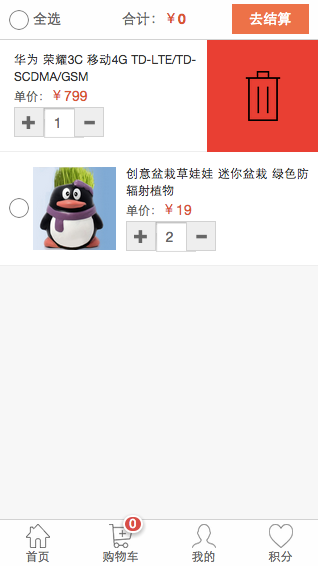 全选 合计：￥0 去结算
华为 荣耀3C 移动4G TD-LTE/TD-
SCDMA/GSM
单价：￥799
+ 1 −
创意盆栽草娃娃 迷你盆栽 绿色防
辐射植物
单价：￥19
+ 2 −
0
首页 购物车 我的 积分